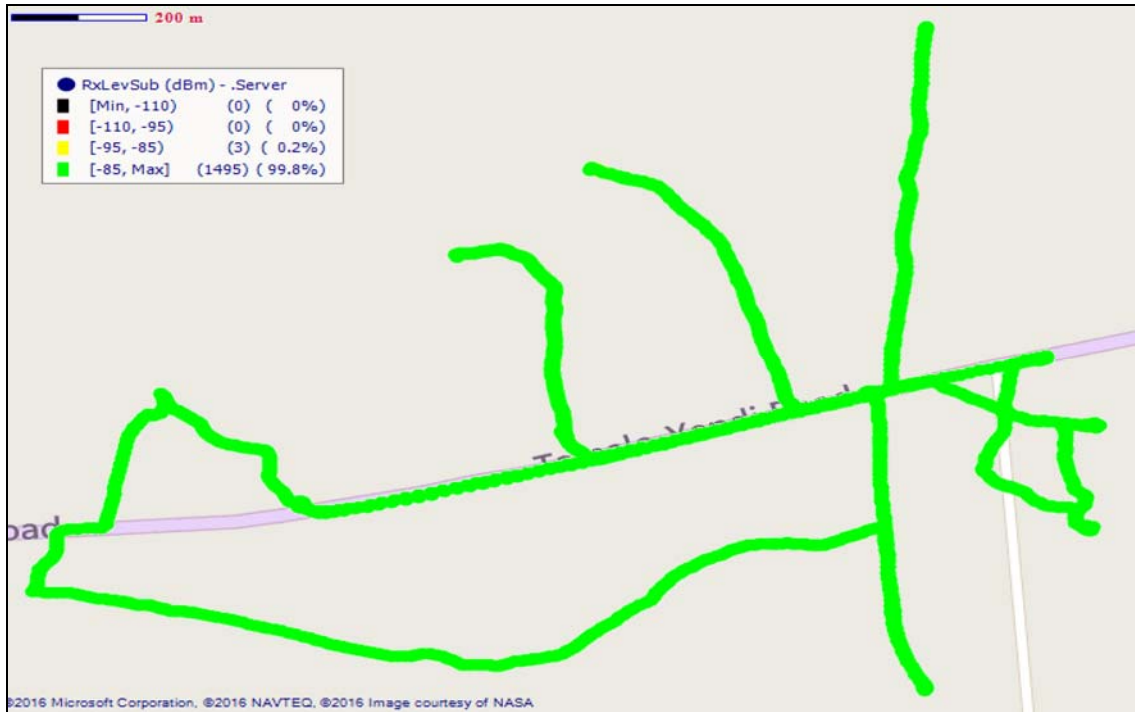 200 m
RxLevSub (dBm) - .Server
[Min, -110) (0) ( 0%)
[-110, -95) (0) ( 0%)
[-95, -85) (3) ( 0.2%)
[-85, Max] (1495) ( 99.8%)
oad
©2016 Microsoft Corporation, ©2016 NAVTEQ, ©2016 Image courtesy of NASA